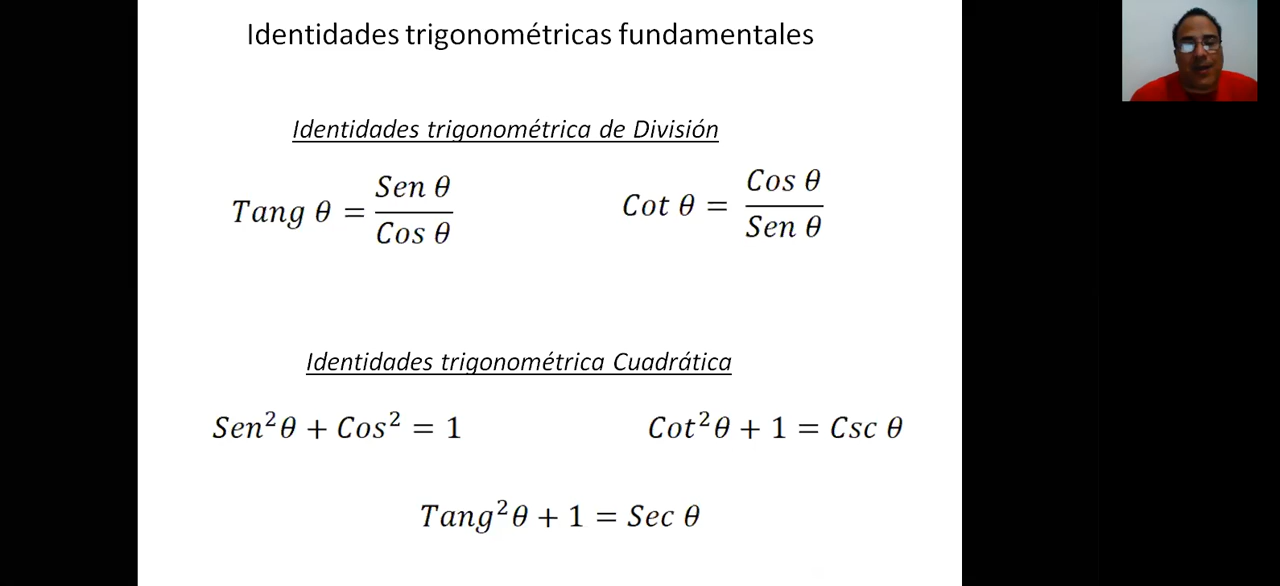 Identidades trigonométricas fundamentales
Identidades trigonométrica de División
Tang θ = Sen θ / Cos θ
Cot θ = Cos θ / Sen θ
Identidades trigonométrica Cuadrática
Sen²θ + Cos² = 1
Cot²θ + 1 = Csc θ
Tang²θ + 1 = Sec θ